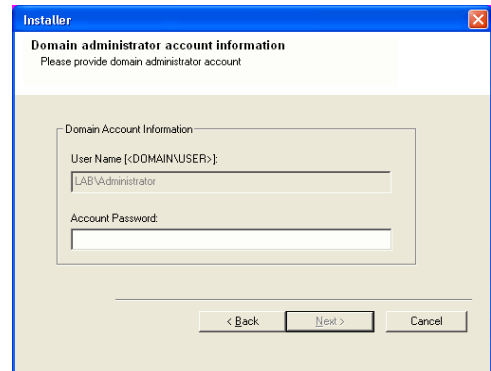 Installer
Domain administrator account information
Please provide domain administrator account
Domain Account Information
User Name [<DOMAIN\USER>]:
LAB\Administrator
Account Password:
< Back
Next >
Cancel